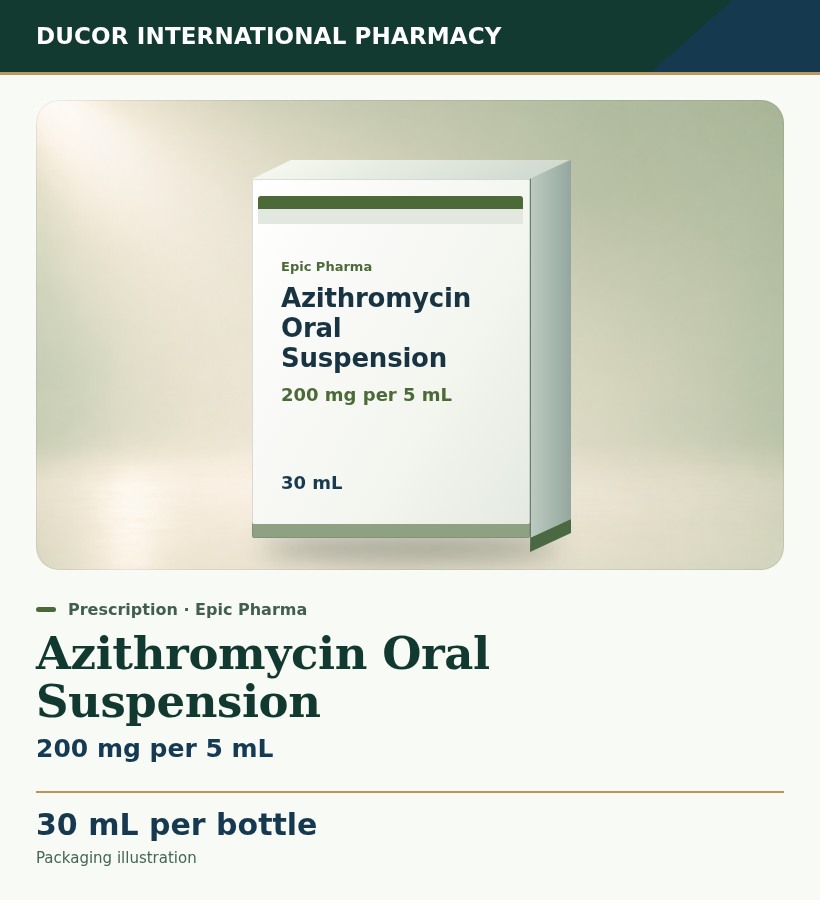 DUCOR INTERNATIONAL PHARMACY
Epic Pharma
Azithromycin
Oral
Suspension
200 mg per 5 mL
30 mL
Prescription · Epic Pharma
Azithromycin Oral
Suspension
200 mg per 5 mL
30 mL per bottle
Packaging illustration